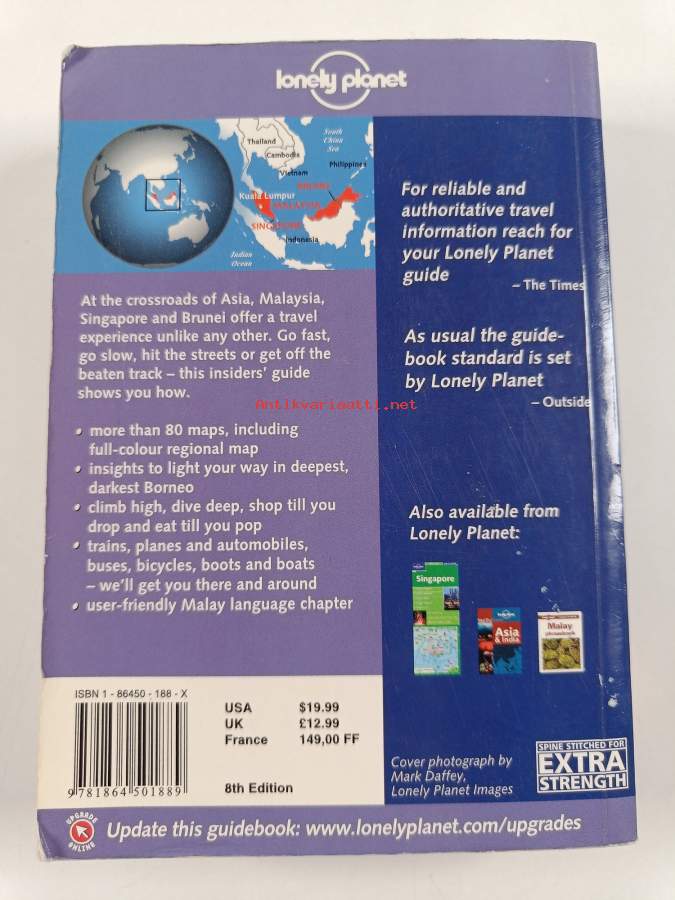 lonely planet
Thailand
Cambodia
Vietnam
South
China
Sea
Philippines
BRUNEI
Kuala Lumpur
MALAYSIA
SINGAPORE
Indonesia
Indian
Ocean
At the crossroads of Asia, Malaysia,
Singapore and Brunei offer a travel
experience unlike any other. Go fast,
go slow, hit the streets or get off the
beaten track – this insiders' guide
shows you how.
• more than 80 maps, including
full-colour regional map
• insights to light your way in deepest,
darkest Borneo
• climb high, dive deep, shop till you
drop and eat till you pop
• trains, planes and automobiles,
buses, bicycles, boots and boats
– we'll get you there and around
• user-friendly Malay language chapter
For reliable and
authoritative travel
information reach for
your Lonely Planet
guide
– The Times
As usual the guide-
book standard is set
by Lonely Planet
– Outside
Antikvariaatti.net
Also available from
Lonely Planet:
Singapore
Asia
& India
Malay
phrasebook
ISBN 1 - 86450 - 188 - X
9 781864 501889
USA $19.99
UK £12.99
France 149,00 FF
8th Edition
Cover photograph by
Mark Daffey,
Lonely Planet Images
SPINE STITCHED FOR
EXTRA
STRENGTH
UPGRADE
ONLINE
Update this guidebook: www.lonelyplanet.com/upgrades